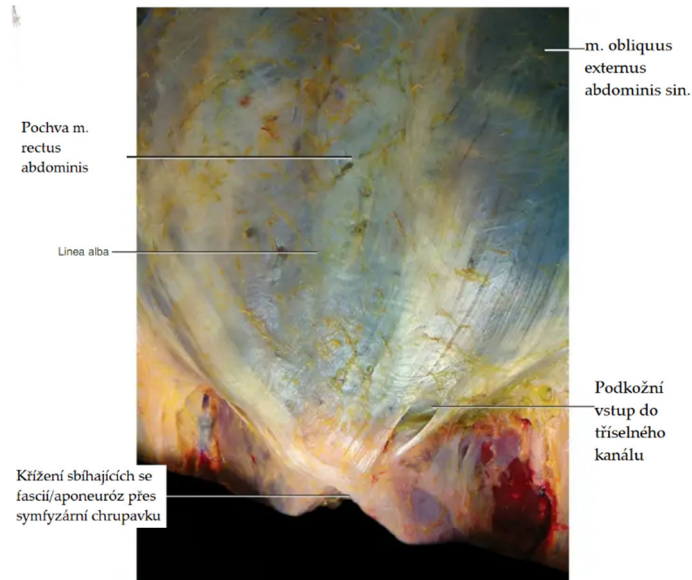 m. obliquus
externus
abdominis sin.
Pochva m.
rectus
abdominis
Linea alba
Podkožní
vstup do
tříselného
kanálu
Křížení sbíhajících se
fascií/aponeuróz přes
symfyzární chrupavku